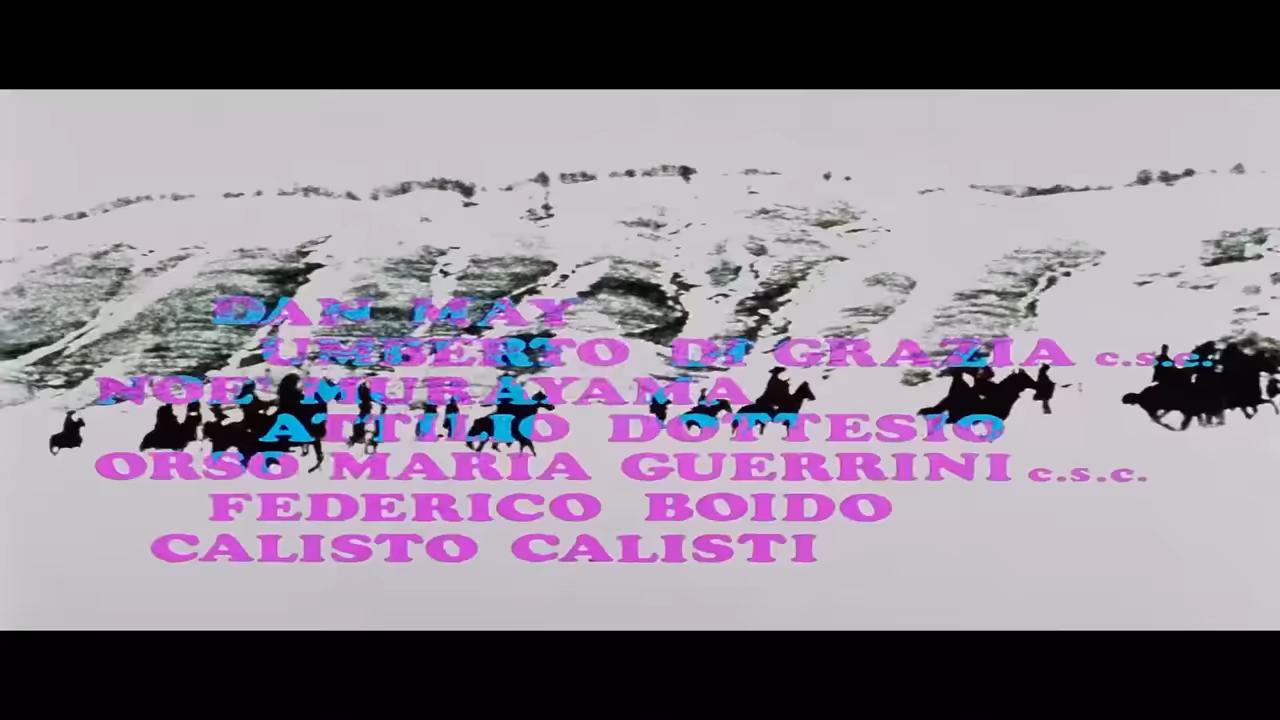 DAN MAY
UMBERTO DI GRAZIA c.s.c.
NOE' MURAYAMA
ATTILIO DOTTESIO
ORSO MARIA GUERRINI c.s.c.
FEDERICO BOIDO
CALISTO CALISTI